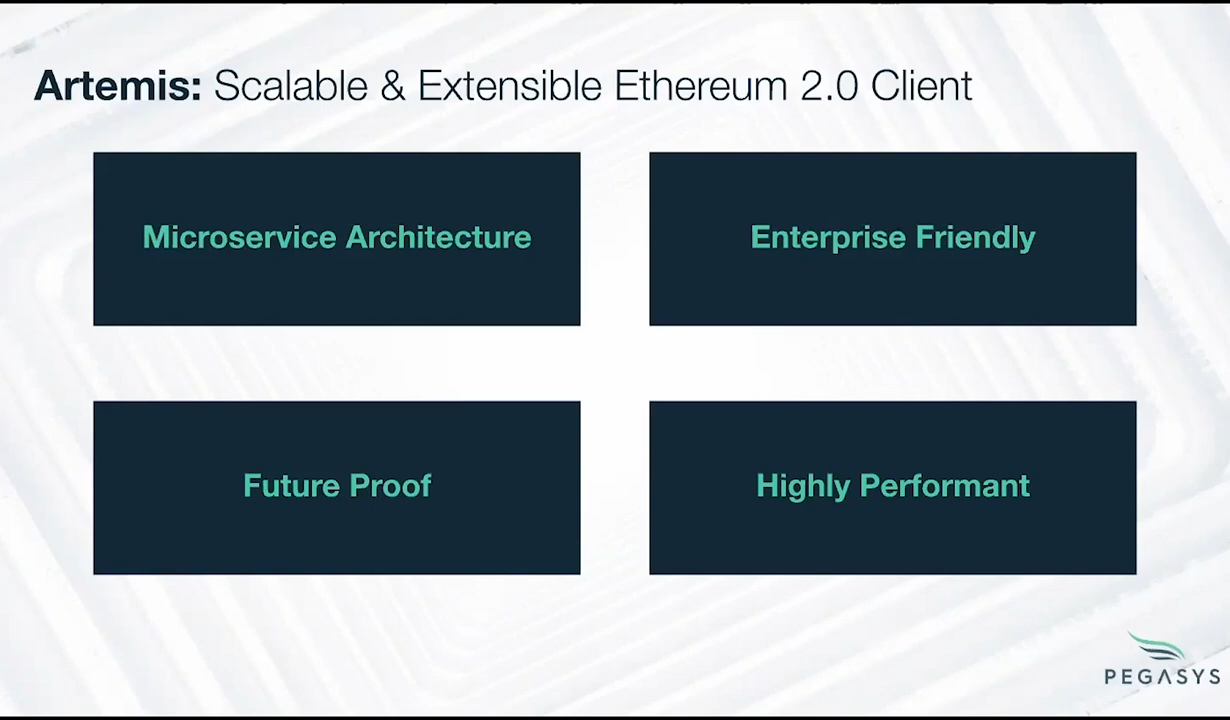 Artemis: Scalable & Extensible Ethereum 2.0 Client
Microservice Architecture
Enterprise Friendly
Future Proof
Highly Performant
PEGASYS